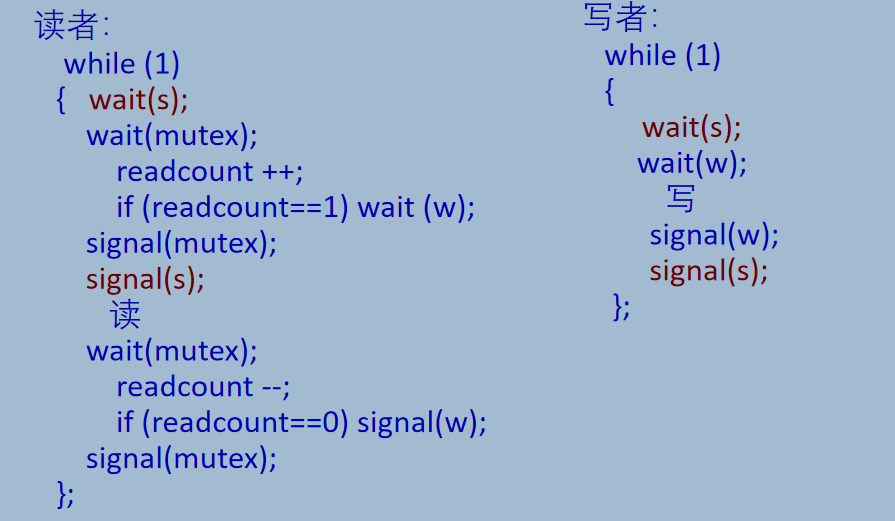 读者:
while (1)
{ wait(s);
wait(mutex);
readcount ++;
if (readcount==1) wait (w);
signal(mutex);
signal(s);
读
wait(mutex);
readcount --;
if (readcount==0) signal(w);
signal(mutex);
};
写者:
while (1)
{
wait(s);
wait(w);
写
signal(w);
signal(s);
};